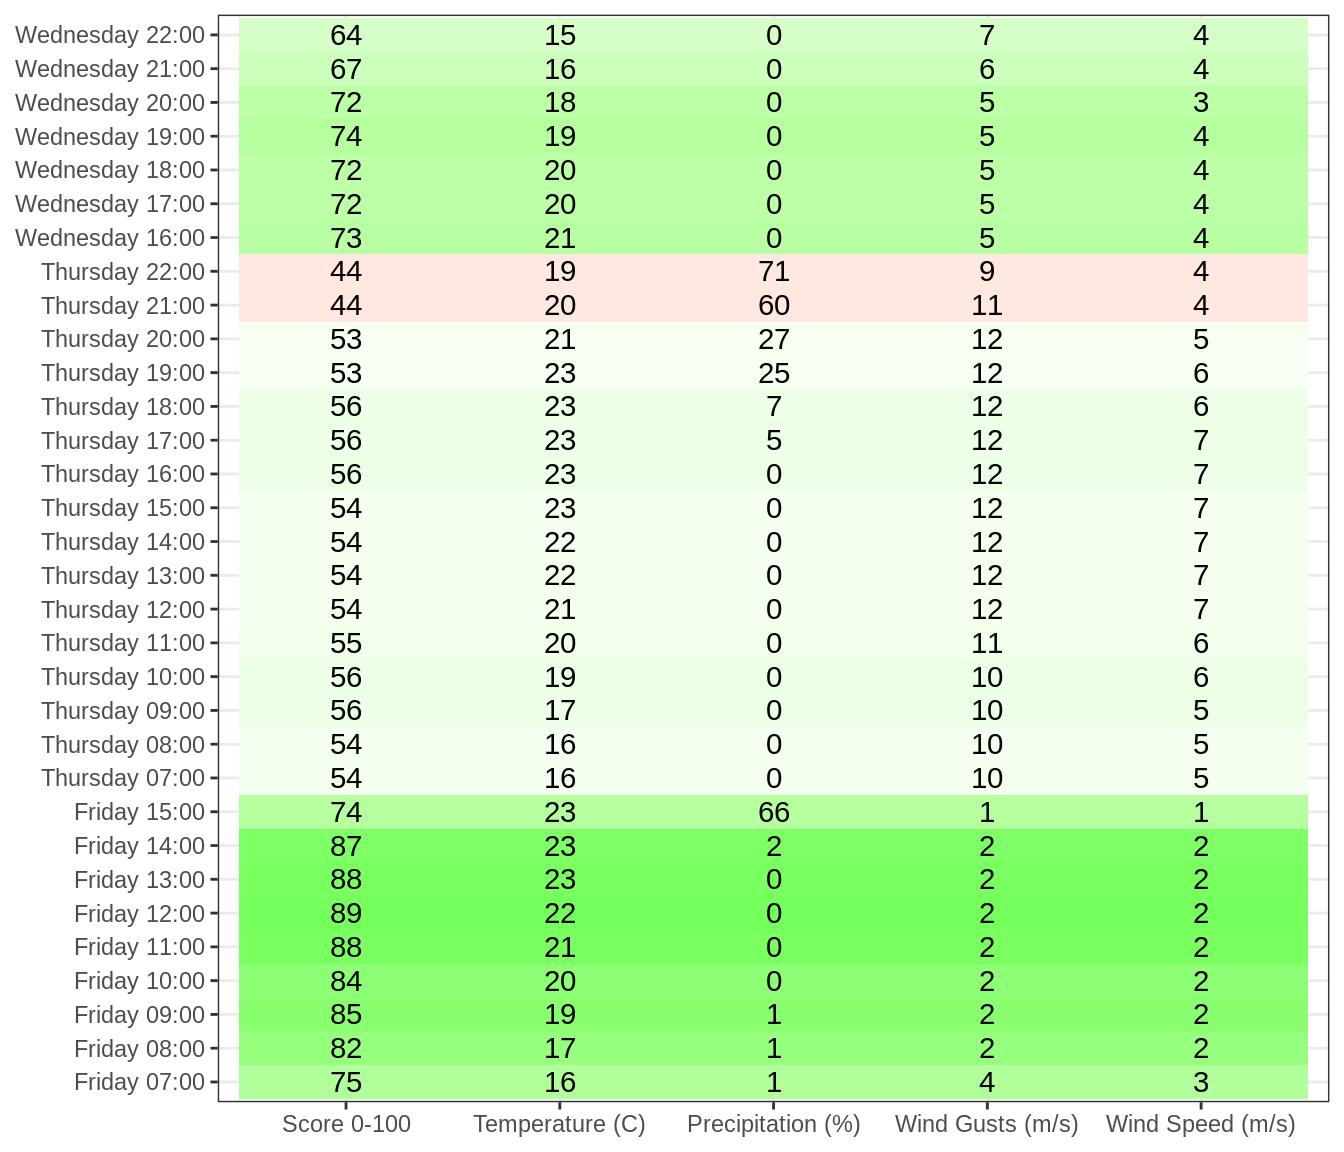 Wednesday 22:00 64 15 0 7 4
Wednesday 21:00 67 16 0 6 4
Wednesday 20:00 72 18 0 5 3
Wednesday 19:00 74 19 0 5 4
Wednesday 18:00 72 20 0 5 4
Wednesday 17:00 72 20 0 5 4
Wednesday 16:00 73 21 0 5 4
Thursday 22:00 44 19 71 9 4
Thursday 21:00 44 20 60 11 4
Thursday 20:00 53 21 27 12 5
Thursday 19:00 53 23 25 12 6
Thursday 18:00 56 23 7 12 6
Thursday 17:00 56 23 5 12 7
Thursday 16:00 56 23 0 12 7
Thursday 15:00 54 23 0 12 7
Thursday 14:00 54 22 0 12 7
Thursday 13:00 54 22 0 12 7
Thursday 12:00 54 21 0 12 7
Thursday 11:00 55 20 0 11 6
Thursday 10:00 56 19 0 10 6
Thursday 09:00 56 17 0 10 5
Thursday 08:00 54 16 0 10 5
Thursday 07:00 54 16 0 10 5
Friday 15:00 74 23 66 1 1
Friday 14:00 87 23 2 2 2
Friday 13:00 88 23 0 2 2
Friday 12:00 89 22 0 2 2
Friday 11:00 88 21 0 2 2
Friday 10:00 84 20 0 2 2
Friday 09:00 85 19 1 2 2
Friday 08:00 82 17 1 2 2
Friday 07:00 75 16 1 4 3
Score 0-100 Temperature (C) Precipitation (%) Wind Gusts (m/s) Wind Speed (m/s)